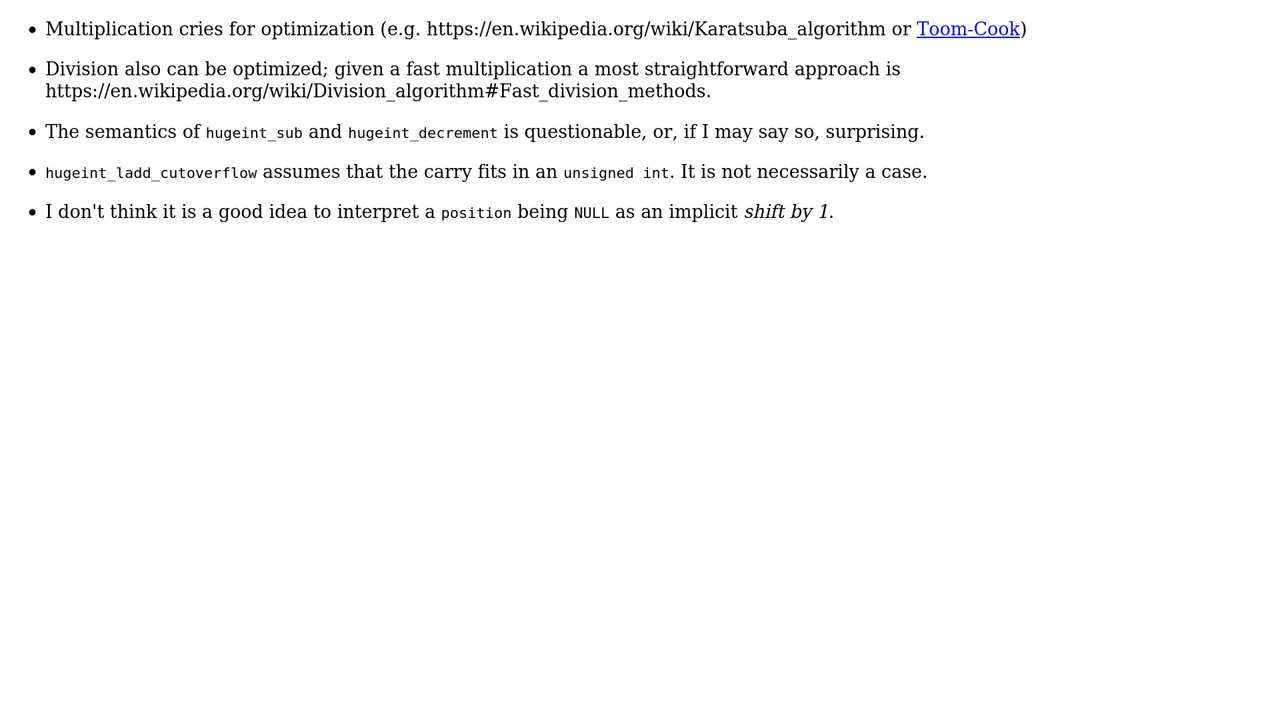 • Multiplication cries for optimization (e.g. https://en.wikipedia.org/wiki/Karatsuba_algorithm or Toom-Cook)
• Division also can be optimized; given a fast multiplication a most straightforward approach is
https://en.wikipedia.org/wiki/Division_algorithm#Fast_division_methods.
• The semantics of hugeint_sub and hugeint_decrement is questionable, or, if I may say so, surprising.
• hugeint_ladd_cutoverflow assumes that the carry fits in an unsigned int. It is not necessarily a case.
• I don't think it is a good idea to interpret a position being NULL as an implicit shift by 1.